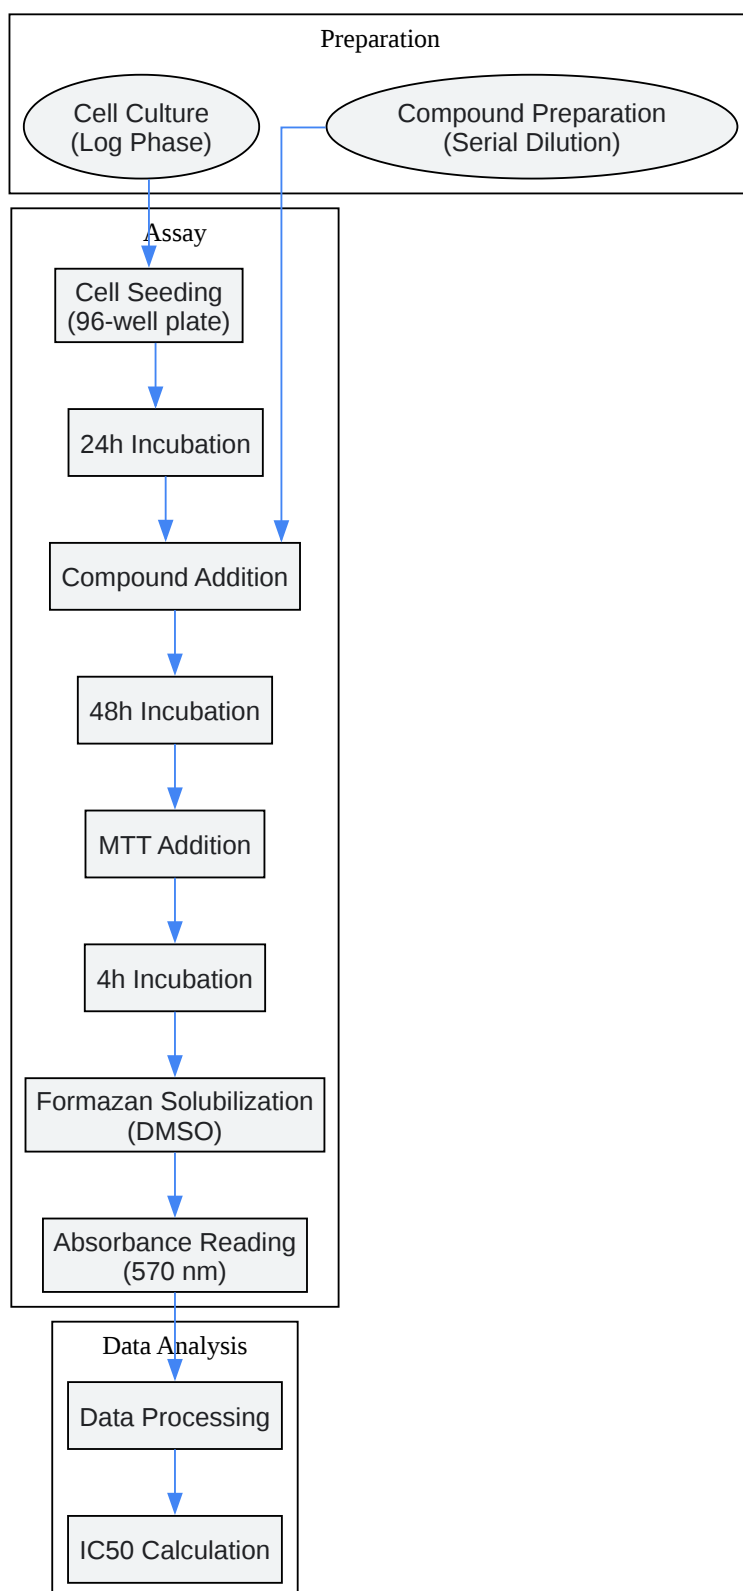 Preparation
Cell Culture
(Log Phase)
Compound Preparation
(Serial Dilution)
Assay
Cell Seeding
(96-well plate)
24h Incubation
Compound Addition
48h Incubation
MTT Addition
4h Incubation
Formazan Solubilization
(DMSO)
Absorbance Reading
(570 nm)
Data Analysis
Data Processing
IC50 Calculation